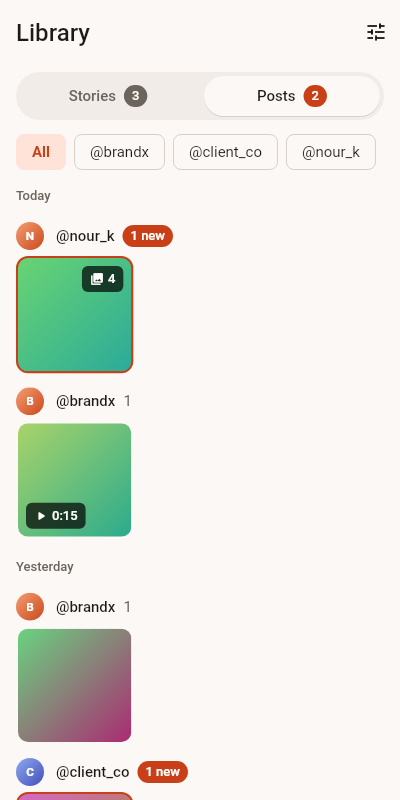 Library
Stories 3 Posts 2
All @brandx @client_co @nour_k
Today
N @nour_k 1 new
4
B @brandx 1
0:15
Yesterday
B @brandx 1
C @client_co 1 new